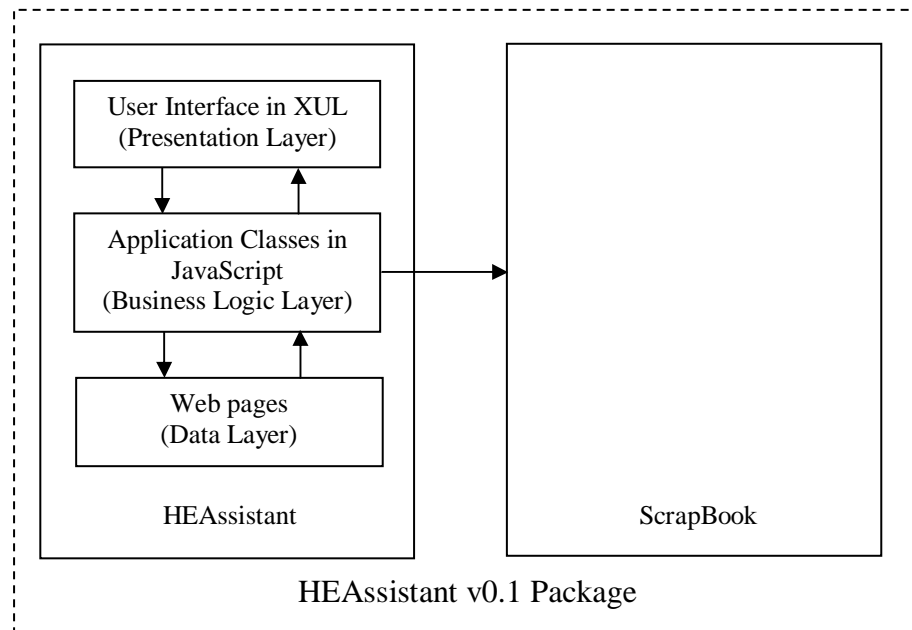 User Interface in XUL
(Presentation Layer)
Application Classes in
JavaScript
(Business Logic Layer)
Web pages
(Data Layer)
HEAssistant
ScrapBook
HEAssistant v0.1 Package